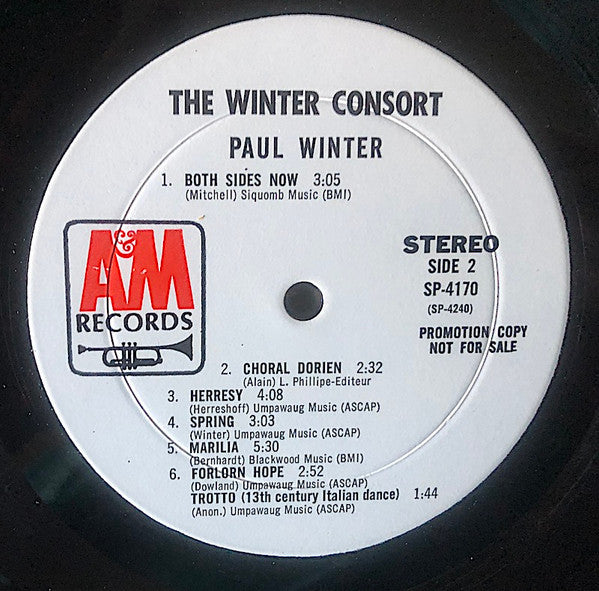 THE WINTER CONSORT
PAUL WINTER
1. BOTH SIDES NOW 3:05
(Mitchell) Siquomb Music (BMI)
A&M
RECORDS
STEREO
SIDE 2
SP-4170
(SP-4240)
PROMOTION COPY
NOT FOR SALE
2. CHORAL DORIEN 2:32
(Alain) L. Phillipe-Editeur
3. HERRESY 4:08
(Herreshoff) Umpawaug Music (ASCAP)
4. SPRING 3:03
(Winter) Umpawaug Music (ASCAP)
5. MARILIA 5:30
(Bernhardt) Blackwood Music (BMI)
6. FORLORN HOPE 2:52
(Dowland) Umpawaug Music (ASCAP)
TROTTO (13th century Italian dance) 1:44
(Anon.) Umpawaug Music (ASCAP)